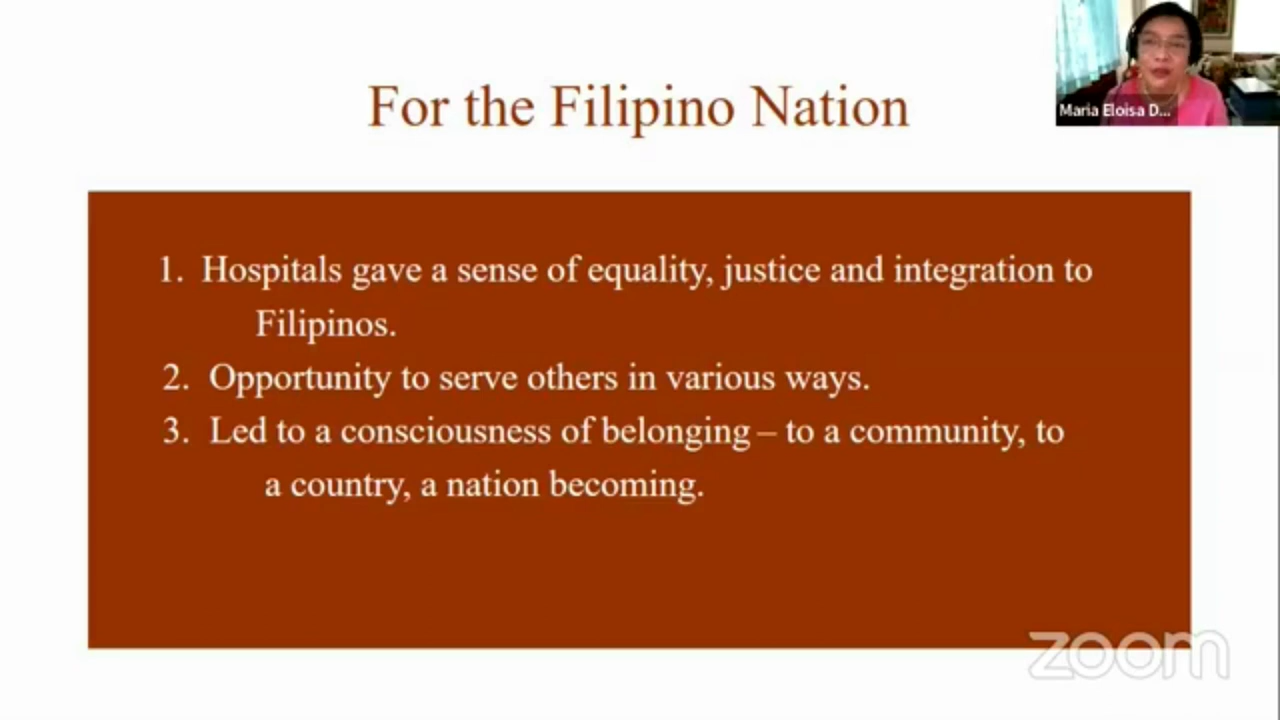 For the Filipino Nation
Maria Eloisa D...
1. Hospitals gave a sense of equality, justice and integration to
Filipinos.
2. Opportunity to serve others in various ways.
3. Led to a consciousness of belonging – to a community, to
a country, a nation becoming.
zoom